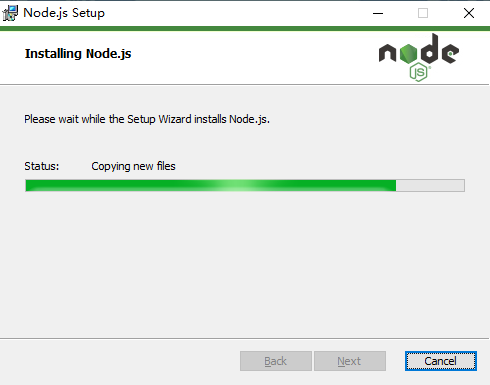 Node.js Setup
Installing Node.js
node
JS
Please wait while the Setup Wizard installs Node.js.
Status: Copying new files
Back Next Cancel